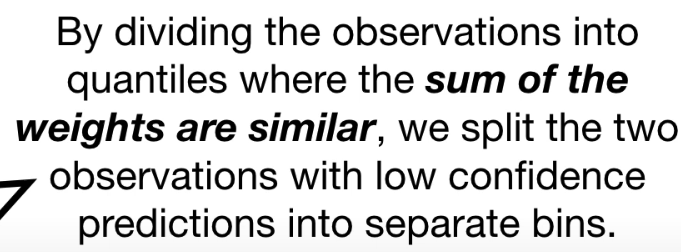 By dividing the observations into
quantiles where the sum of the
weights are similar, we split the two
observations with low confidence
predictions into separate bins.